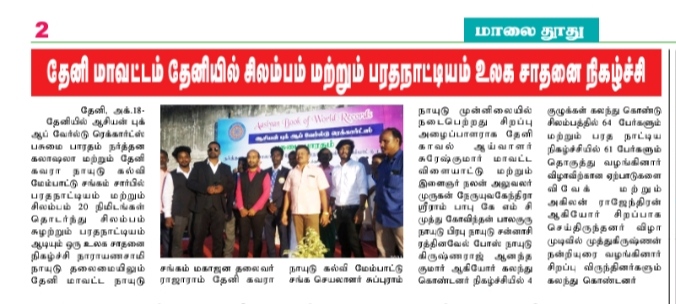 2
மாலை தூது
தேனி மாவட்டம் தேனியில் சிலம்பம் மற்றும் பரதநாட்டியம் உலக சாதனை நிகழ்ச்சி
தேனி, அக்.18-
தேனியில் ஆசியன் புக்
ஆப் வேர்ல்டு ரெக்கார்ட்ஸ்
பசுமை பாரதம் நர்த்தன
கலாஷலா மற்றும் தேனி
கவரா நாயுடு கல்வி
மேம்பாட்டு சங்கம் சார்பில்
பரதநாட்டியம் மற்றும்
சிலம்பம் 20 நிமிடங்கள்
தொடர்ந்து சிலம்பம்
சுழற்றி பரதநாட்டியம்
ஆடியும் ஒரு உலக சாதனை
நிகழ்ச்சி நாராயணசாமி
நாயுடு தலைமையிலும்
தேனி மாவட்ட நாயுடு
Asian Book of World Records
ஆசியன் புக் ஆப் வேர்ல்டு ரெக்கார்ட்ஸ்
சங்கம் மகாஜன தலைவர்
ராஜாராம் தேனி கவரா
நாயுடு கல்வி மேம்பாட்டு
சங்க செயலாளர் சுப்புராம்
நாயுடு முன்னிலையில்
நடைபெற்றது சிறப்பு
அழைப்பாளராக தேனி
காவல் ஆய்வாளர்
சுரேஷ்குமார் மாவட்ட
விளையாட்டு மற்றும்
இளைஞர் நலன் அலுவலர்
முருகன் நேருயுவகேந்திரா
ஸ்ரீராம் பாபு கே எம் சி
முத்து கோவிந்தன் பாலகுரு
நாயுடு பிரபு நாயுடு சன்னாசி
ரத்தினவேல் போஸ் நாயுடு
கிருஷ்ணராஜ் ஆனந்த
குமார் ஆகியோர் கலந்து
கொண்டனர் நிகழ்ச்சியில் 4
குழுக்கள் கலந்து கொண்டு
சிலம்பத்தில் 64 பேர்களும்
மற்றும் பரத நாட்டிய
நிகழ்ச்சியில் 61 பேர்களும்
தொகுத்து வழங்கினார்
விழாவிற்கான ஏற்பாடுகளை
விவேக் மற்றும்
அகிலன் ராஜேந்திரன்
ஆகியோர் சிறப்பாக
செய்திருந்தனர் விழா
முடிவில் முத்துகிருஷ்ணன்
நன்றியுரை வழங்கினார்
சிறப்பு விருந்தினர்களும்
கலந்து கொண்டனர்